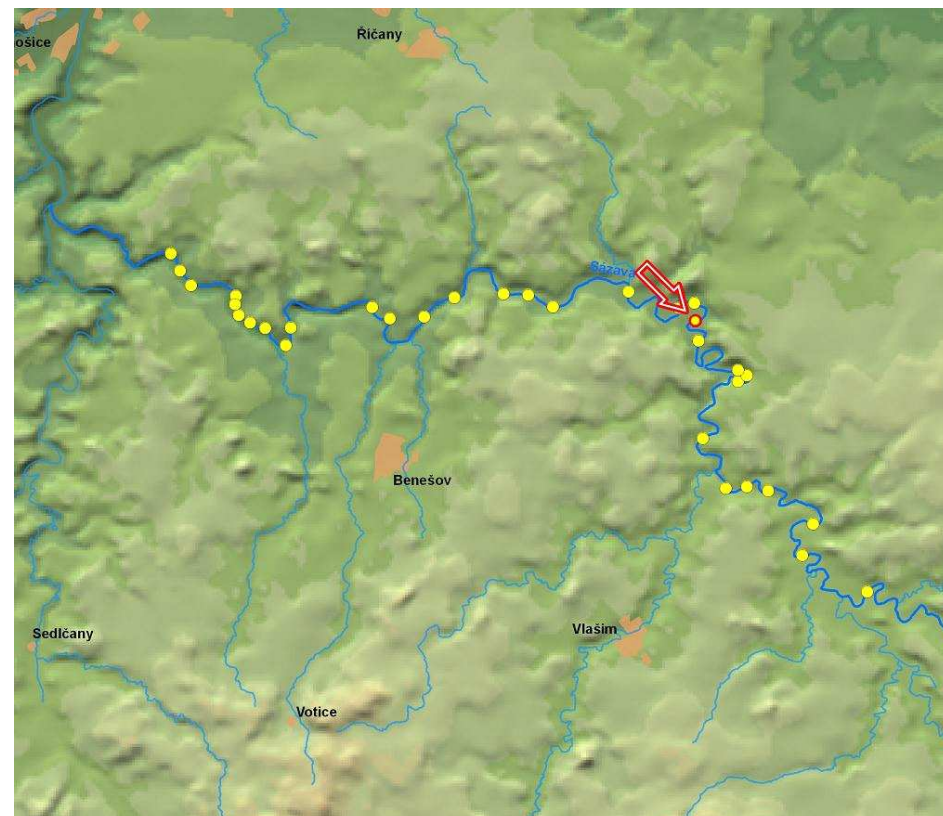 ošice
Říčany
Sázava
Benešov
Vlašim
Sedlčany
Votice